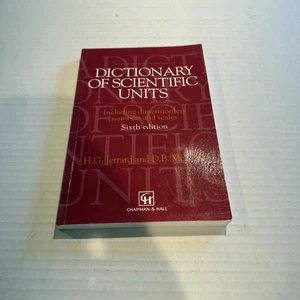 DICTIONARY
OF SCIENTIFIC
UNITS
Including dimensionless
numbers and scales
Sixth edition
H.G. Jerrard and D.B.
CHAPMAN & HALL